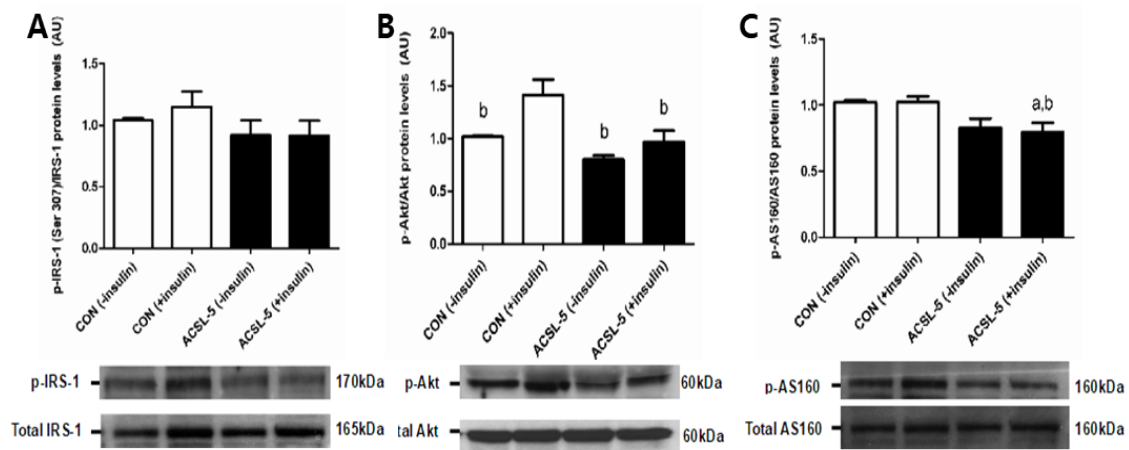 A
p-IRS-1 (Ser 307)/IRS-1 protein levels (AU)
1.5
1.0
0.5
0.0
CON (-insulin)
CON (+insulin)
ACSL-5 (-insulin)
ACSL-5 (+insulin)
p-IRS-1
170kDa
Total IRS-1
165kDa
B
p-Akt/Akt protein levels (AU)
2.0
1.5
1.0
0.5
0.0
b
b
b
CON (-insulin)
CON (+insulin)
ACSL-5 (-insulin)
ACSL-5 (+insulin)
p-Akt
60kDa
tal Akt
60kDa
C
p-AS160/AS160 protein levels (AU)
1.5
1.0
0.5
0.0
a,b
CON (-insulin)
CON (+insulin)
ACSL-5 (-insulin)
ACSL-5 (+insulin)
p-AS160
160kDa
Total AS160
160kDa